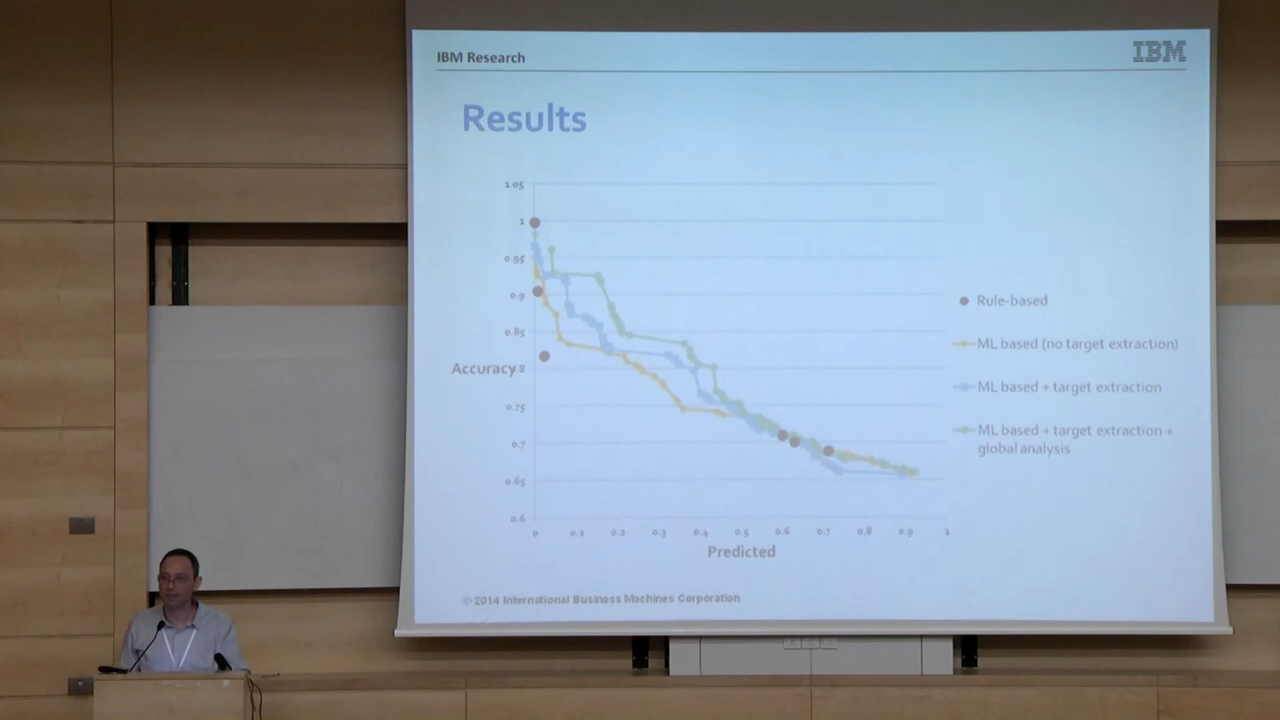 IBM Research
IBM
Results
1.05
1
0.95
0.9
0.85
Accuracy
.8
0.75
0.7
0.65
0.6
0 0.1 0.2 0.3 0.4 0.5 0.6 0.7 0.8 0.9 1
Predicted
Rule-based
ML based (no target extraction)
ML based + target extraction
ML based + target extraction +
global analysis
© 2014 International Business Machines Corporation